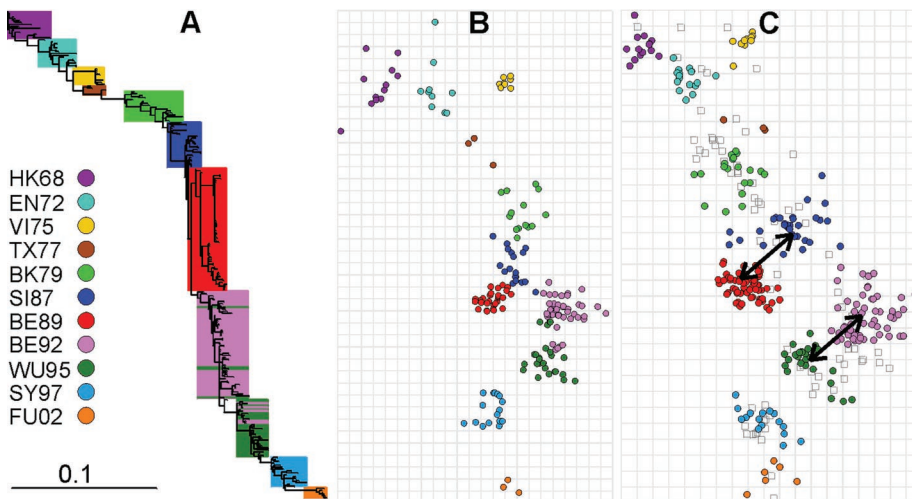 A
B
C
HK68
EN72
VI75
TX77
BK79
SI87
BE89
BE92
WU95
SY97
FU02
0.1